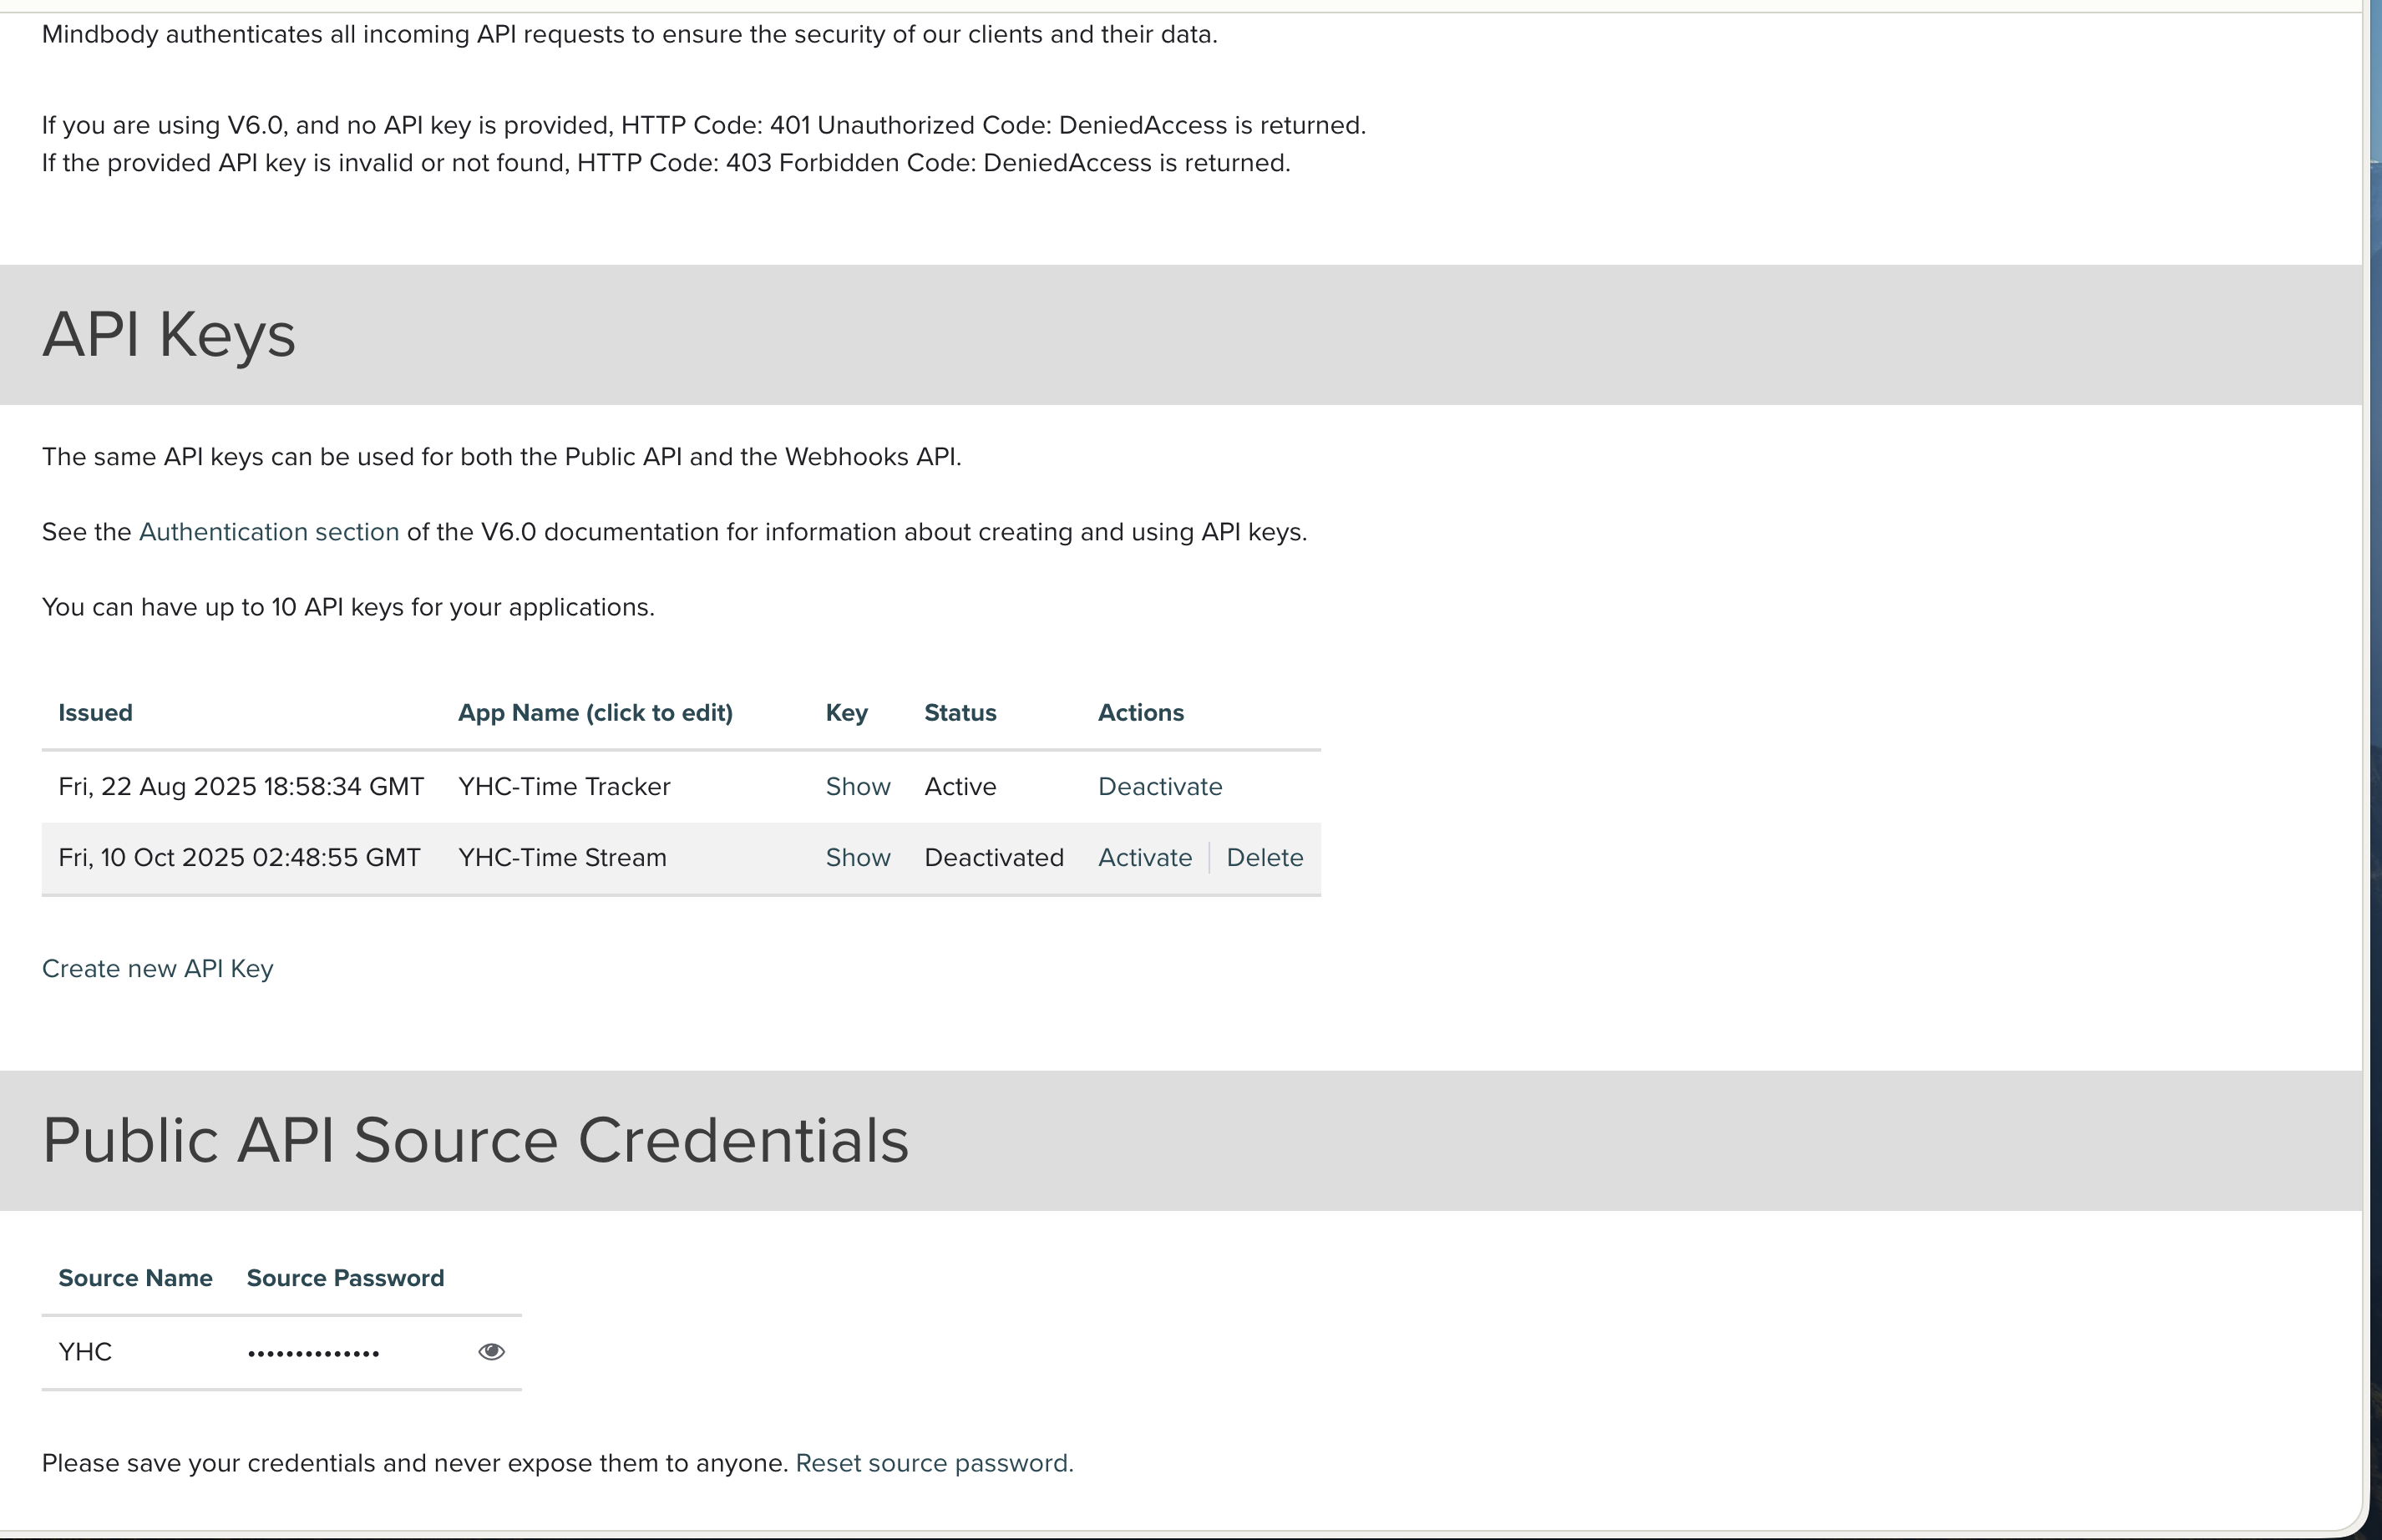 Mindbody authenticates all incoming API requests to ensure the security of our clients and their data.
If you are using V6.0, and no API key is provided, HTTP Code: 401 Unauthorized Code: DeniedAccess is returned.
If the provided API key is invalid or not found, HTTP Code: 403 Forbidden Code: DeniedAccess is returned.
API Keys
The same API keys can be used for both the Public API and the Webhooks API.
See the Authentication section of the V6.0 documentation for information about creating and using API keys.
You can have up to 10 API keys for your applications.
Issued App Name (click to edit) Key Status Actions
Fri, 22 Aug 2025 18:58:34 GMT YHC-Time Tracker Show Active Deactivate
Fri, 10 Oct 2025 02:48:55 GMT YHC-Time Stream Show Deactivated Activate Delete
Create new API Key
Public API Source Credentials
Source Name Source Password
YHC ••••••••••••••
Please save your credentials and never expose them to anyone. Reset source password.